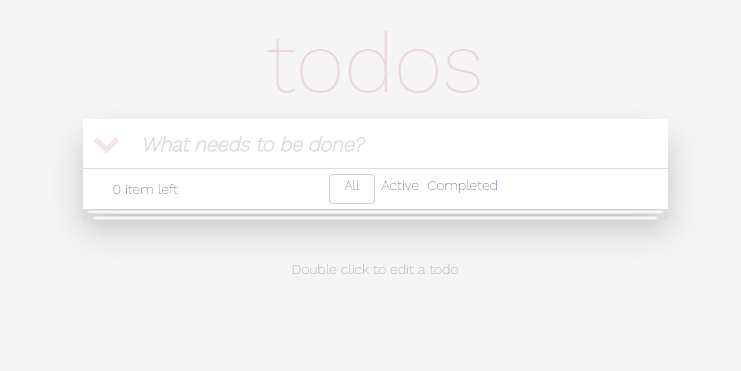 todos
What needs to be done?
0 item left All Active Completed
Double click to edit a todo